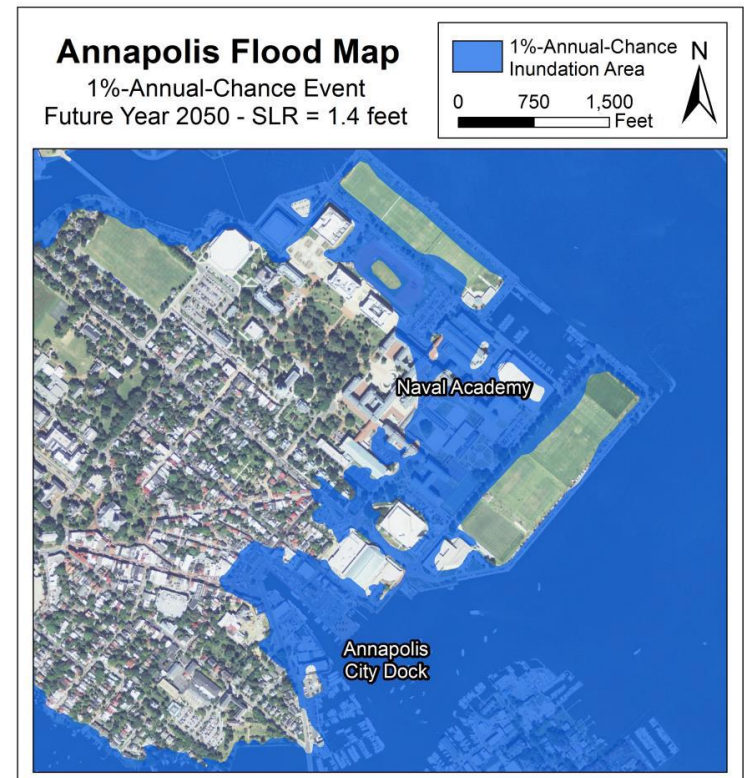 Annapolis Flood Map
1%-Annual-Chance Event
Future Year 2050 - SLR = 1.4 feet
1%-Annual-Chance
Inundation Area
N
0 750 1,500
Feet
Naval Academy
Annapolis
City Dock